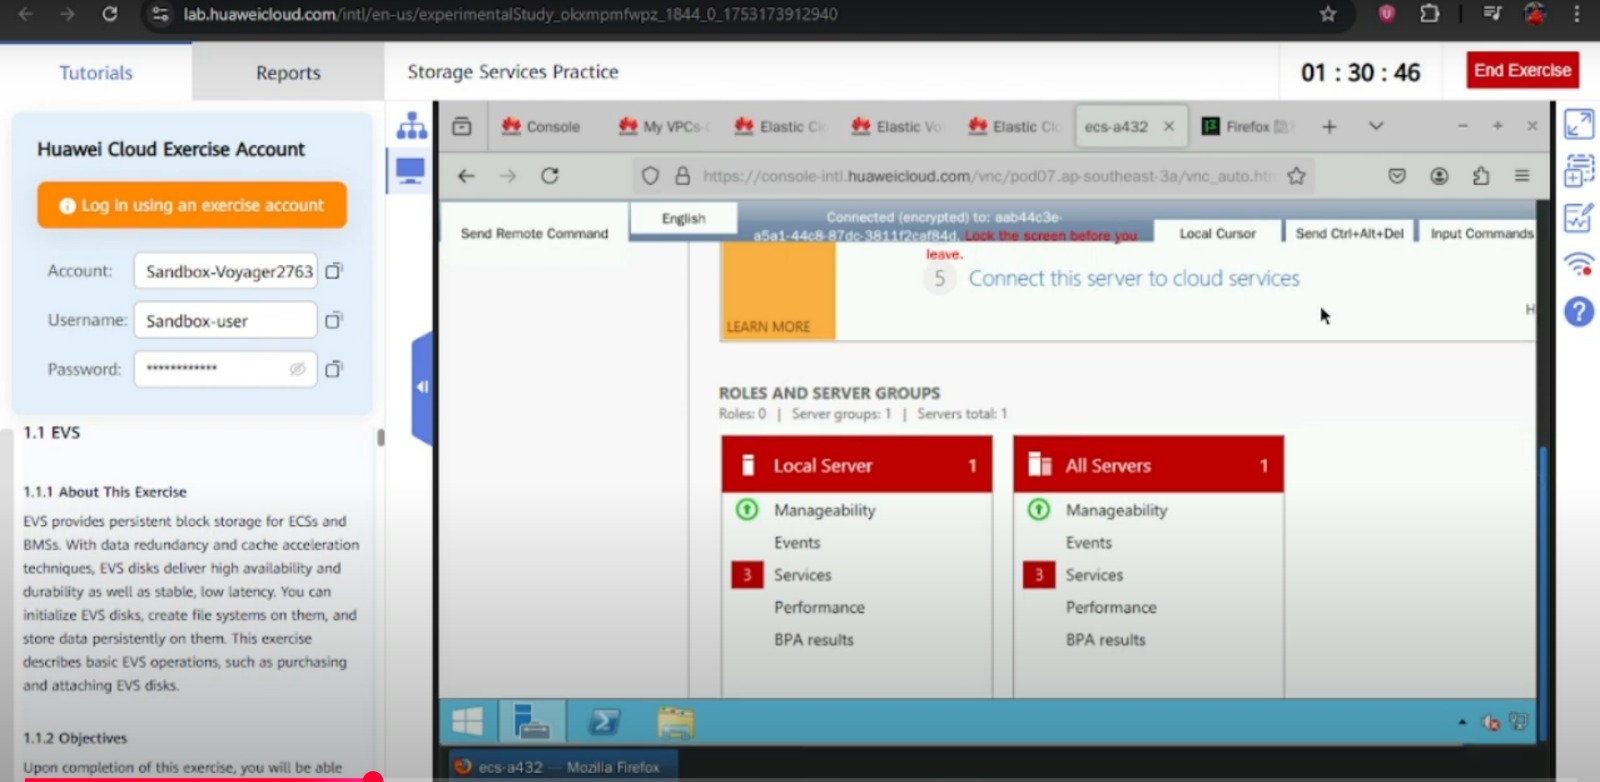 lab.huaweicloud.com/intl/en-us/experimentalStudy_okxmpmfwpz_1844_0_1753173912940
Tutorials
Reports
Storage Services Practice
01 : 30 : 46
End Exercise
Huawei Cloud Exercise Account
Log in using an exercise account
Account: Sandbox-Voyager2763
Username: Sandbox-user
Password: ************
1.1 EVS
1.1.1 About This Exercise
EVS provides persistent block storage for ECSs and
BMSs. With data redundancy and cache acceleration
techniques, EVS disks deliver high availability and
durability as well as stable, low latency. You can
initialize EVS disks, create file systems on them, and
store data persistently on them. This exercise
describes basic EVS operations, such as purchasing
and attaching EVS disks.
1.1.2 Objectives
Upon completion of this exercise, you will be able
Console
My VPCs-
Elastic Cl
Elastic Vo
Elastic Clo
ecs-a432
Firefox
https://console-intl.huaweicloud.com/vnc/pod07.ap-southeast-3a/vnc_auto.htm
Send Remote Command
English
Connected (encrypted) to: aab44c3e-
a5a1-44c8-87dc-3811f2caf84d. Lock the screen before you
leave.
Local Cursor
Send Ctrl+Alt+Del
Input Commands
5 Connect this server to cloud services
H
LEARN MORE
ROLES AND SERVER GROUPS
Roles: 0 | Server groups: 1 | Servers total: 1
Local Server 1
Manageability
Events
3 Services
Performance
BPA results
All Servers 1
Manageability
Events
3 Services
Performance
BPA results
ecs-a432 — Mozilla Firefox